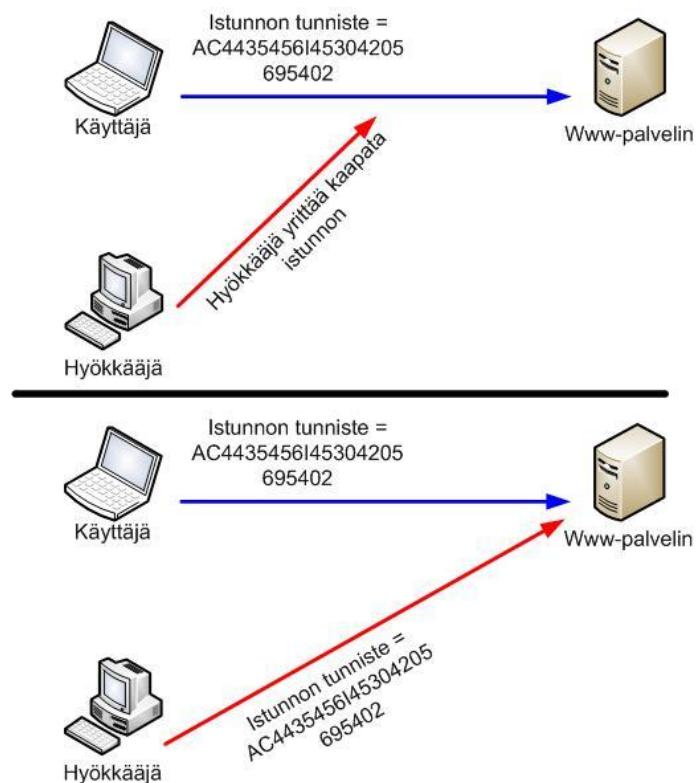 Istunnon tunniste =
AC4435456I45304205
695402
Käyttäjä
Www-palvelin
Hyökkääjä yrittää kaapata
istunnon
Hyökkääjä
Istunnon tunniste =
AC4435456I45304205
695402
Käyttäjä
Www-palvelin
Istunnon tunniste =
AC4435456I45304205
695402
Hyökkääjä